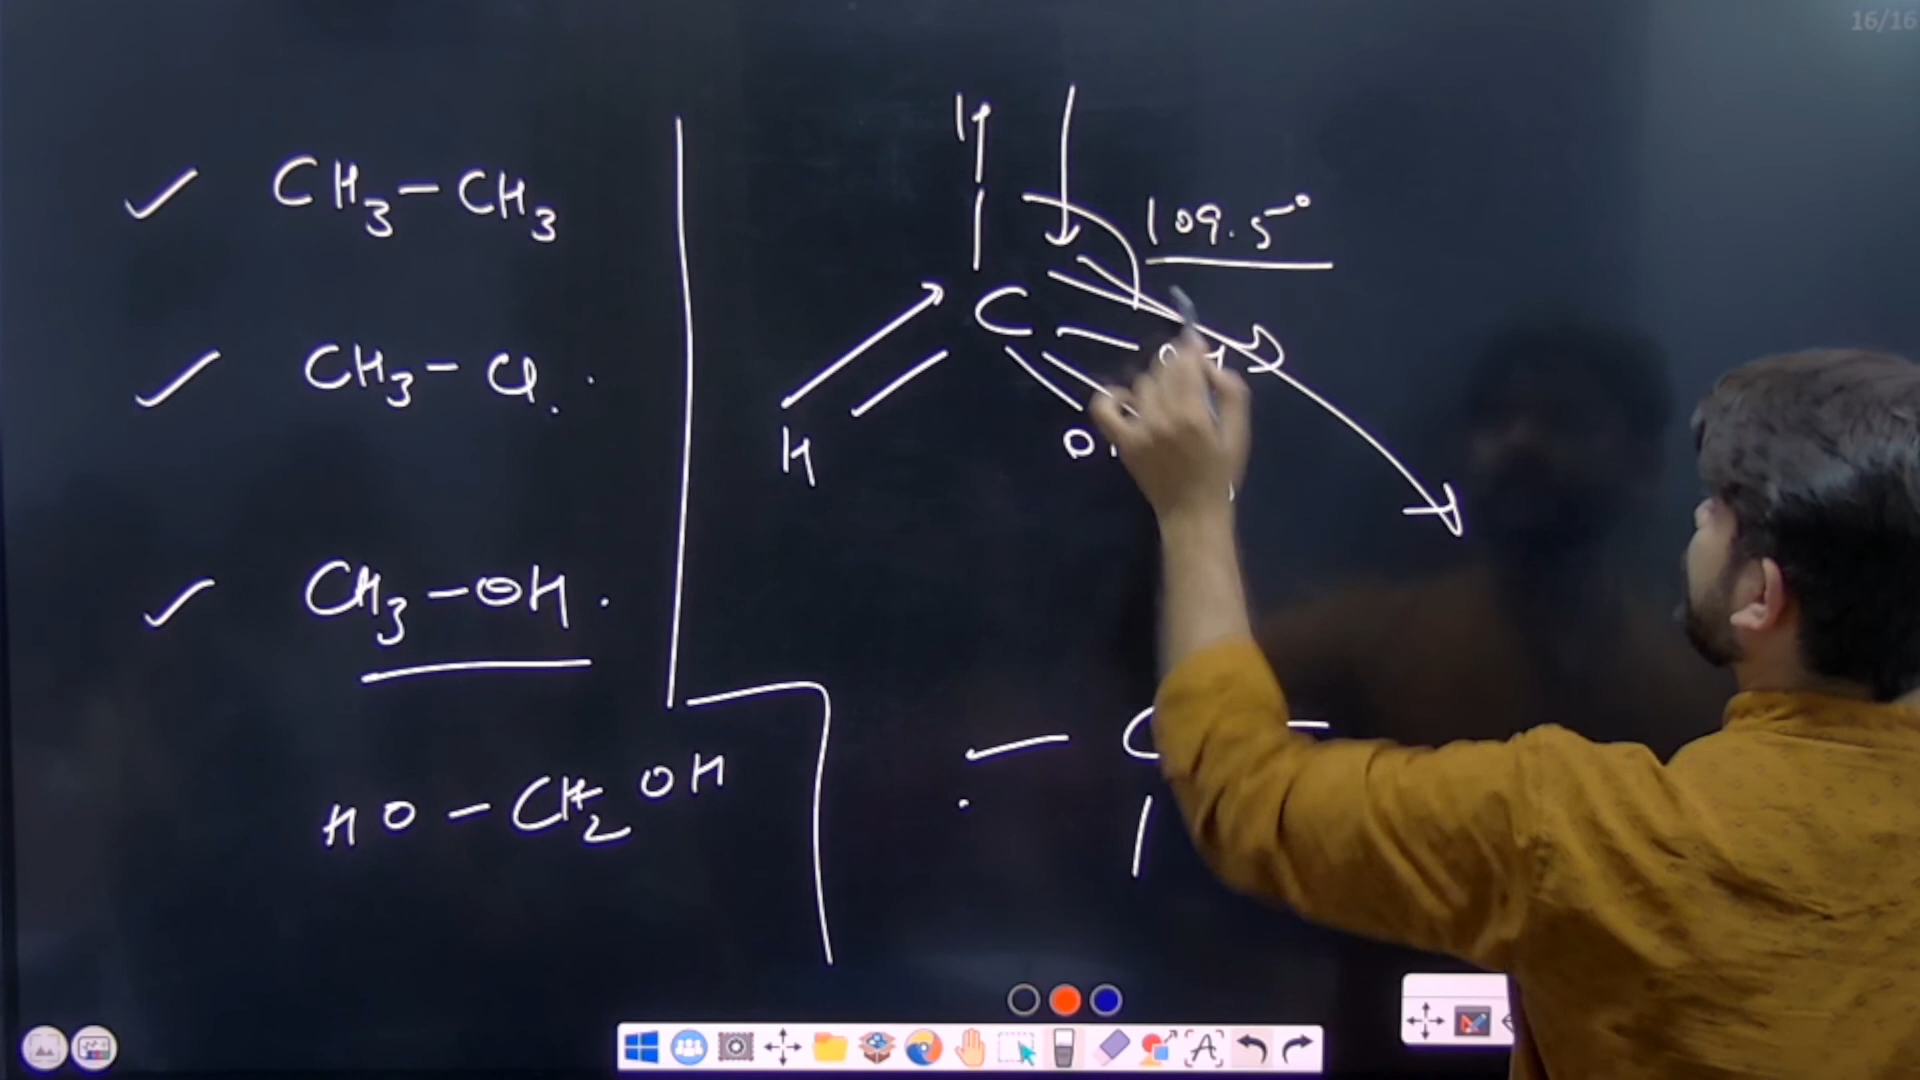 16/16
CH3-CH3
CH3-Cl.
CH3-OH.
HO-CH2OH
H
109.5°
C
H
C